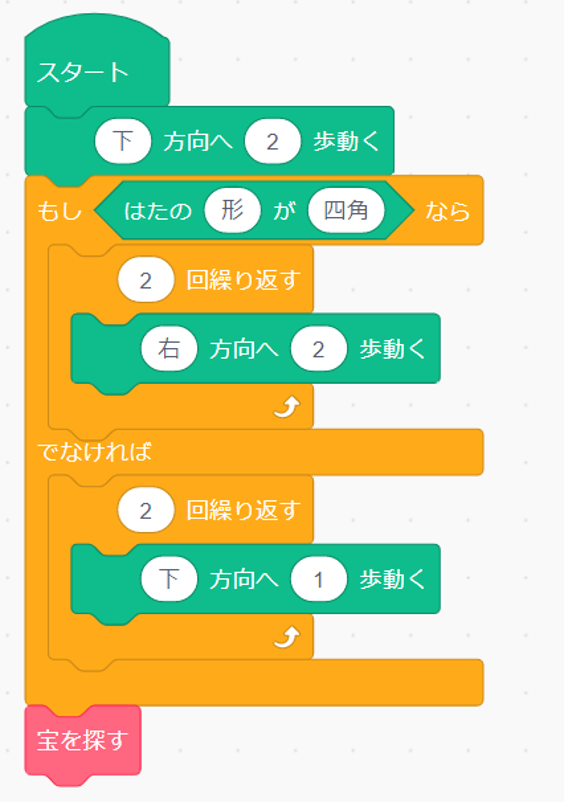 スタート
下 方向へ 2 歩動く
もし はたの 形 が 四角 なら
2 回繰り返す
右 方向へ 2 歩動く
でなければ
2 回繰り返す
下 方向へ 1 歩動く
宝を探す